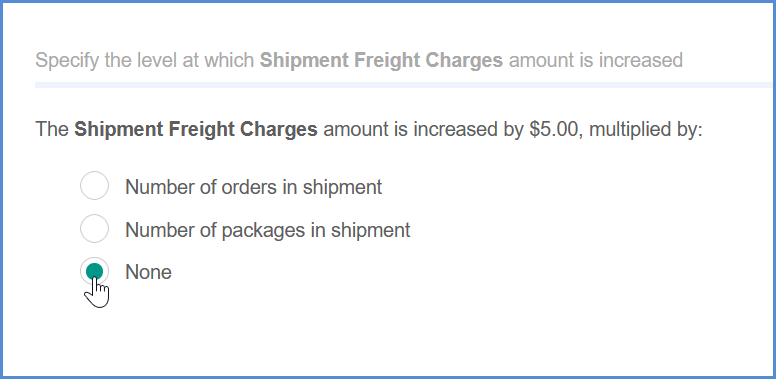 Specify the level at which Shipment Freight Charges amount is increased
The Shipment Freight Charges amount is increased by $5.00, multiplied by:
Number of orders in shipment
Number of packages in shipment
None